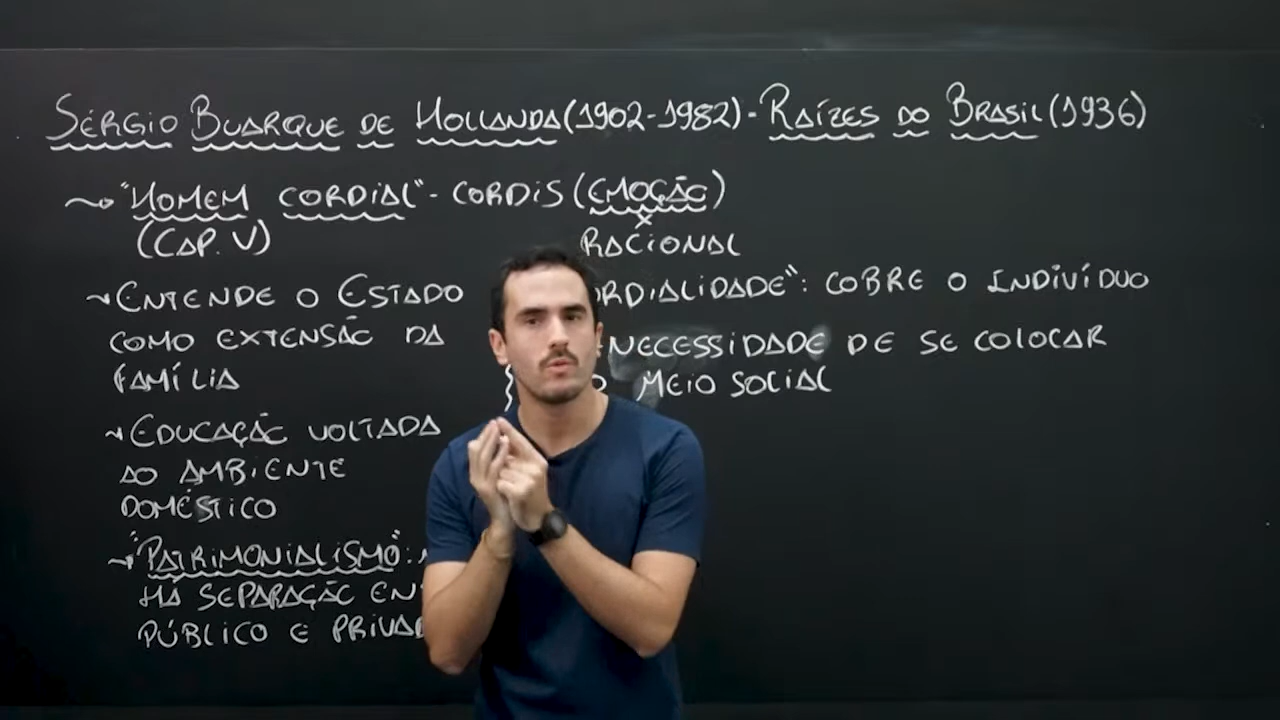 SÉRGIO BUARQUE DE HOLLANDA (1902-1982) - RAÍZES DO BRASIL (1936)
"HOMEM CORDIAL" - CORDIS (EMOÇÃO)
(CAP. V)
X
RACIONAL
ENTENDE O ESTADO
COMO EXTENSÃO DA
FAMÍLIA
EDUCAÇÃO VOLTADA
AO AMBIENTE
DOMÉSTICO
"PATRIMONIALISMO":
HÁ SEPARAÇÃO
PÚBLICO E
: COBRE O INDIVÍDUO
NECESSIDADE DE SE COLOCAR
MEIO SOCIAL